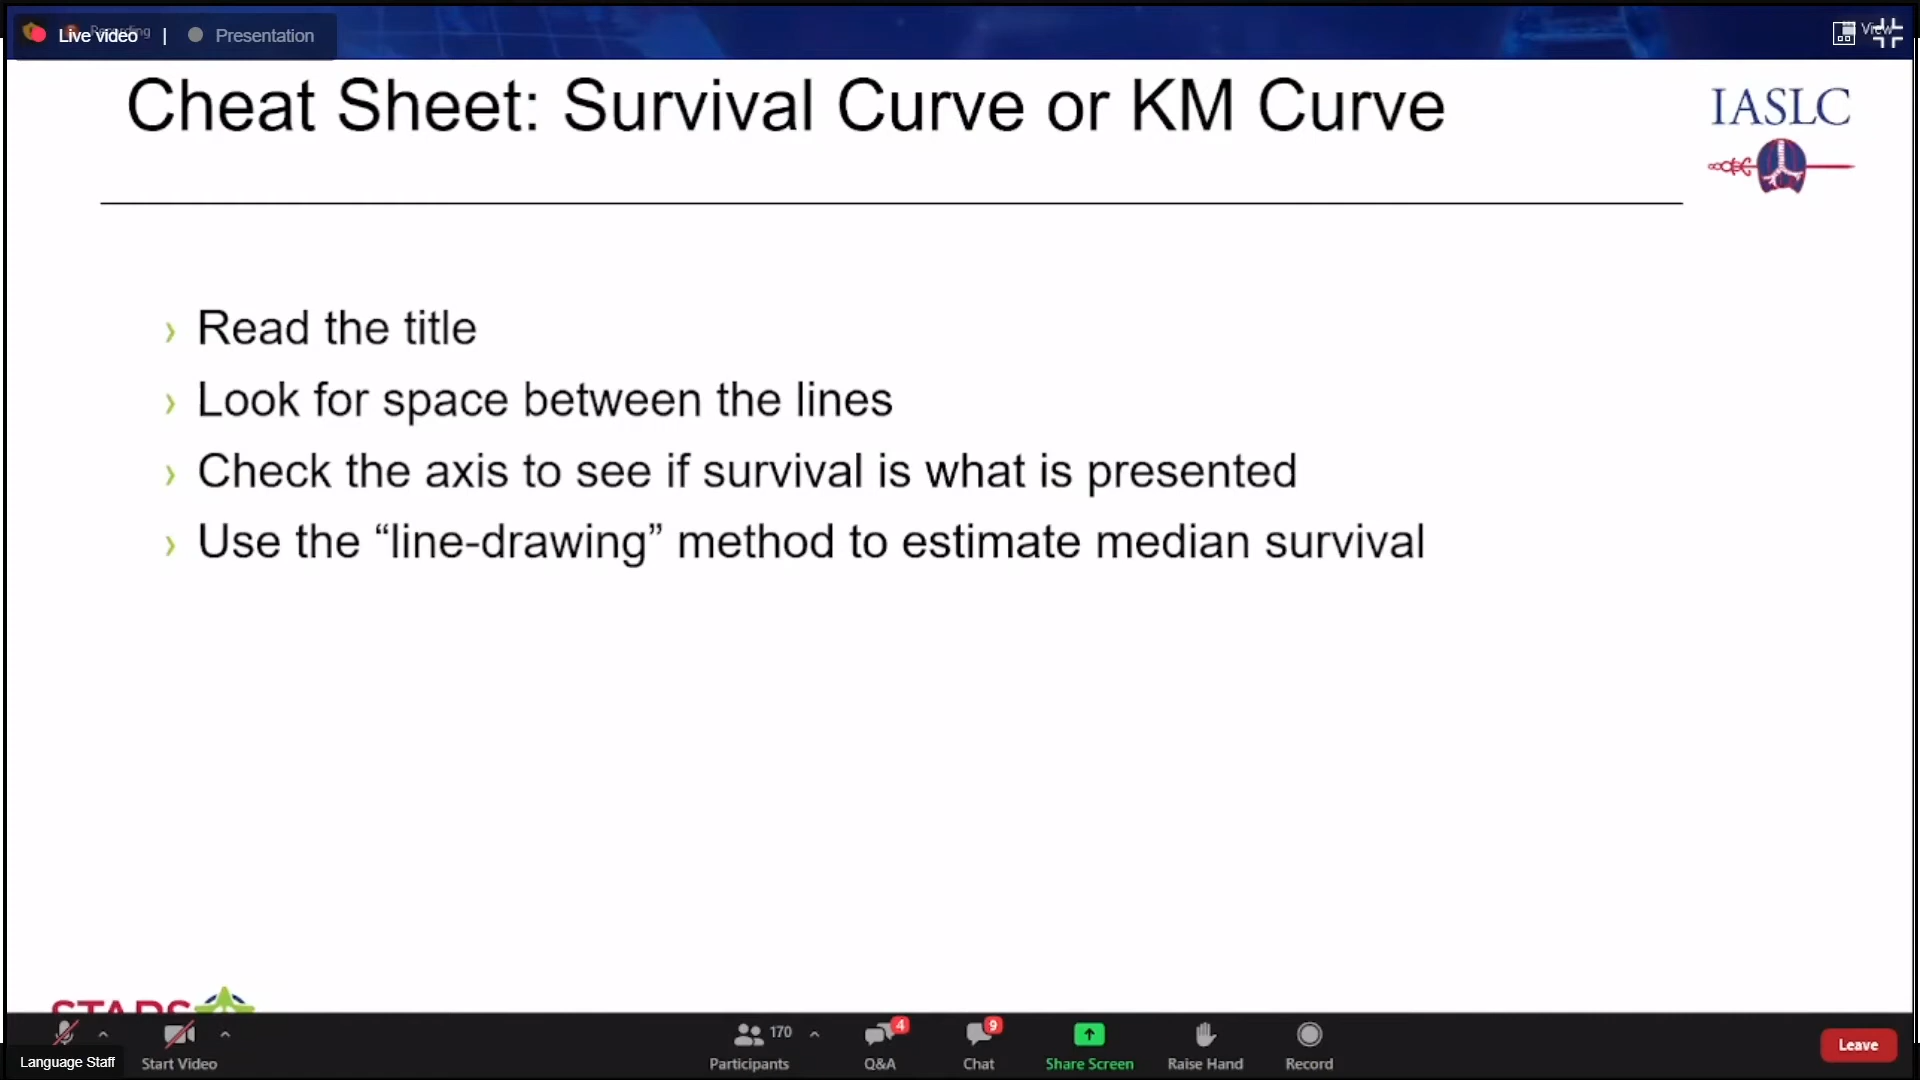 Live video | Presentation
View
Cheat Sheet: Survival Curve or KM Curve
IASLC
› Read the title
› Look for space between the lines
› Check the axis to see if survival is what is presented
› Use the “line-drawing” method to estimate median survival
STARS
170
4
9
Language Staff
Start Video
Participants
Q&A
Chat
Share Screen
Raise Hand
Record
Leave